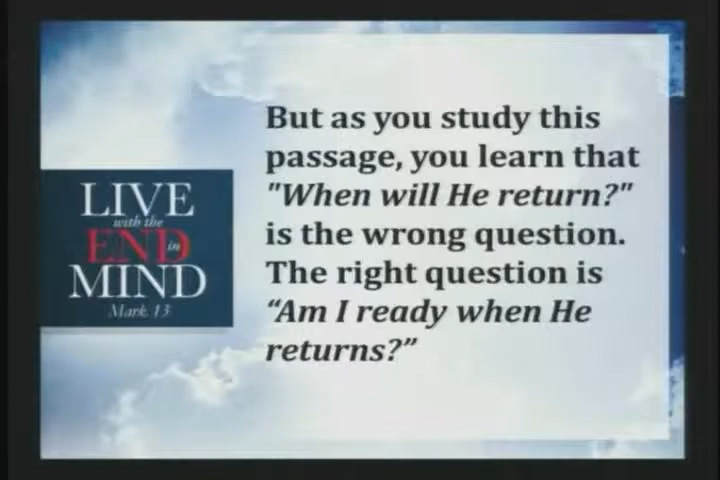 LIVE
with the
END in
MIND
Mark 13
But as you study this
passage, you learn that
"When will He return?"
is the wrong question.
The right question is
“Am I ready when He
returns?”